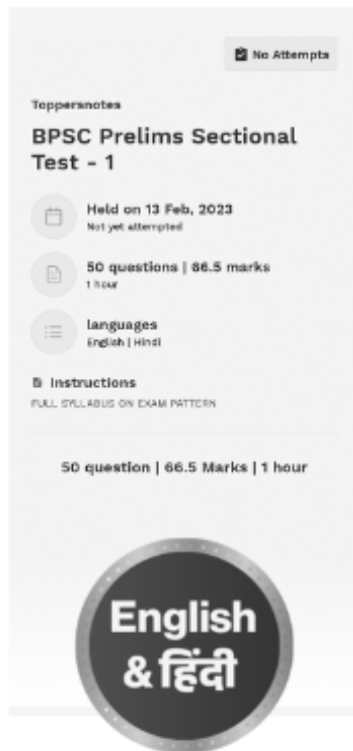 No Attempts
Toppersnotes
BPSC Prelims Sectional
Test - 1
Held on 13 Feb, 2023
Not yet attempted
50 questions | 66.5 marks
1 hour
languages
English | Hindi
Instructions
FULL SYLLABUS ON EXAM PATTERN
50 question | 66.5 Marks | 1 hour
English
& हिंदी